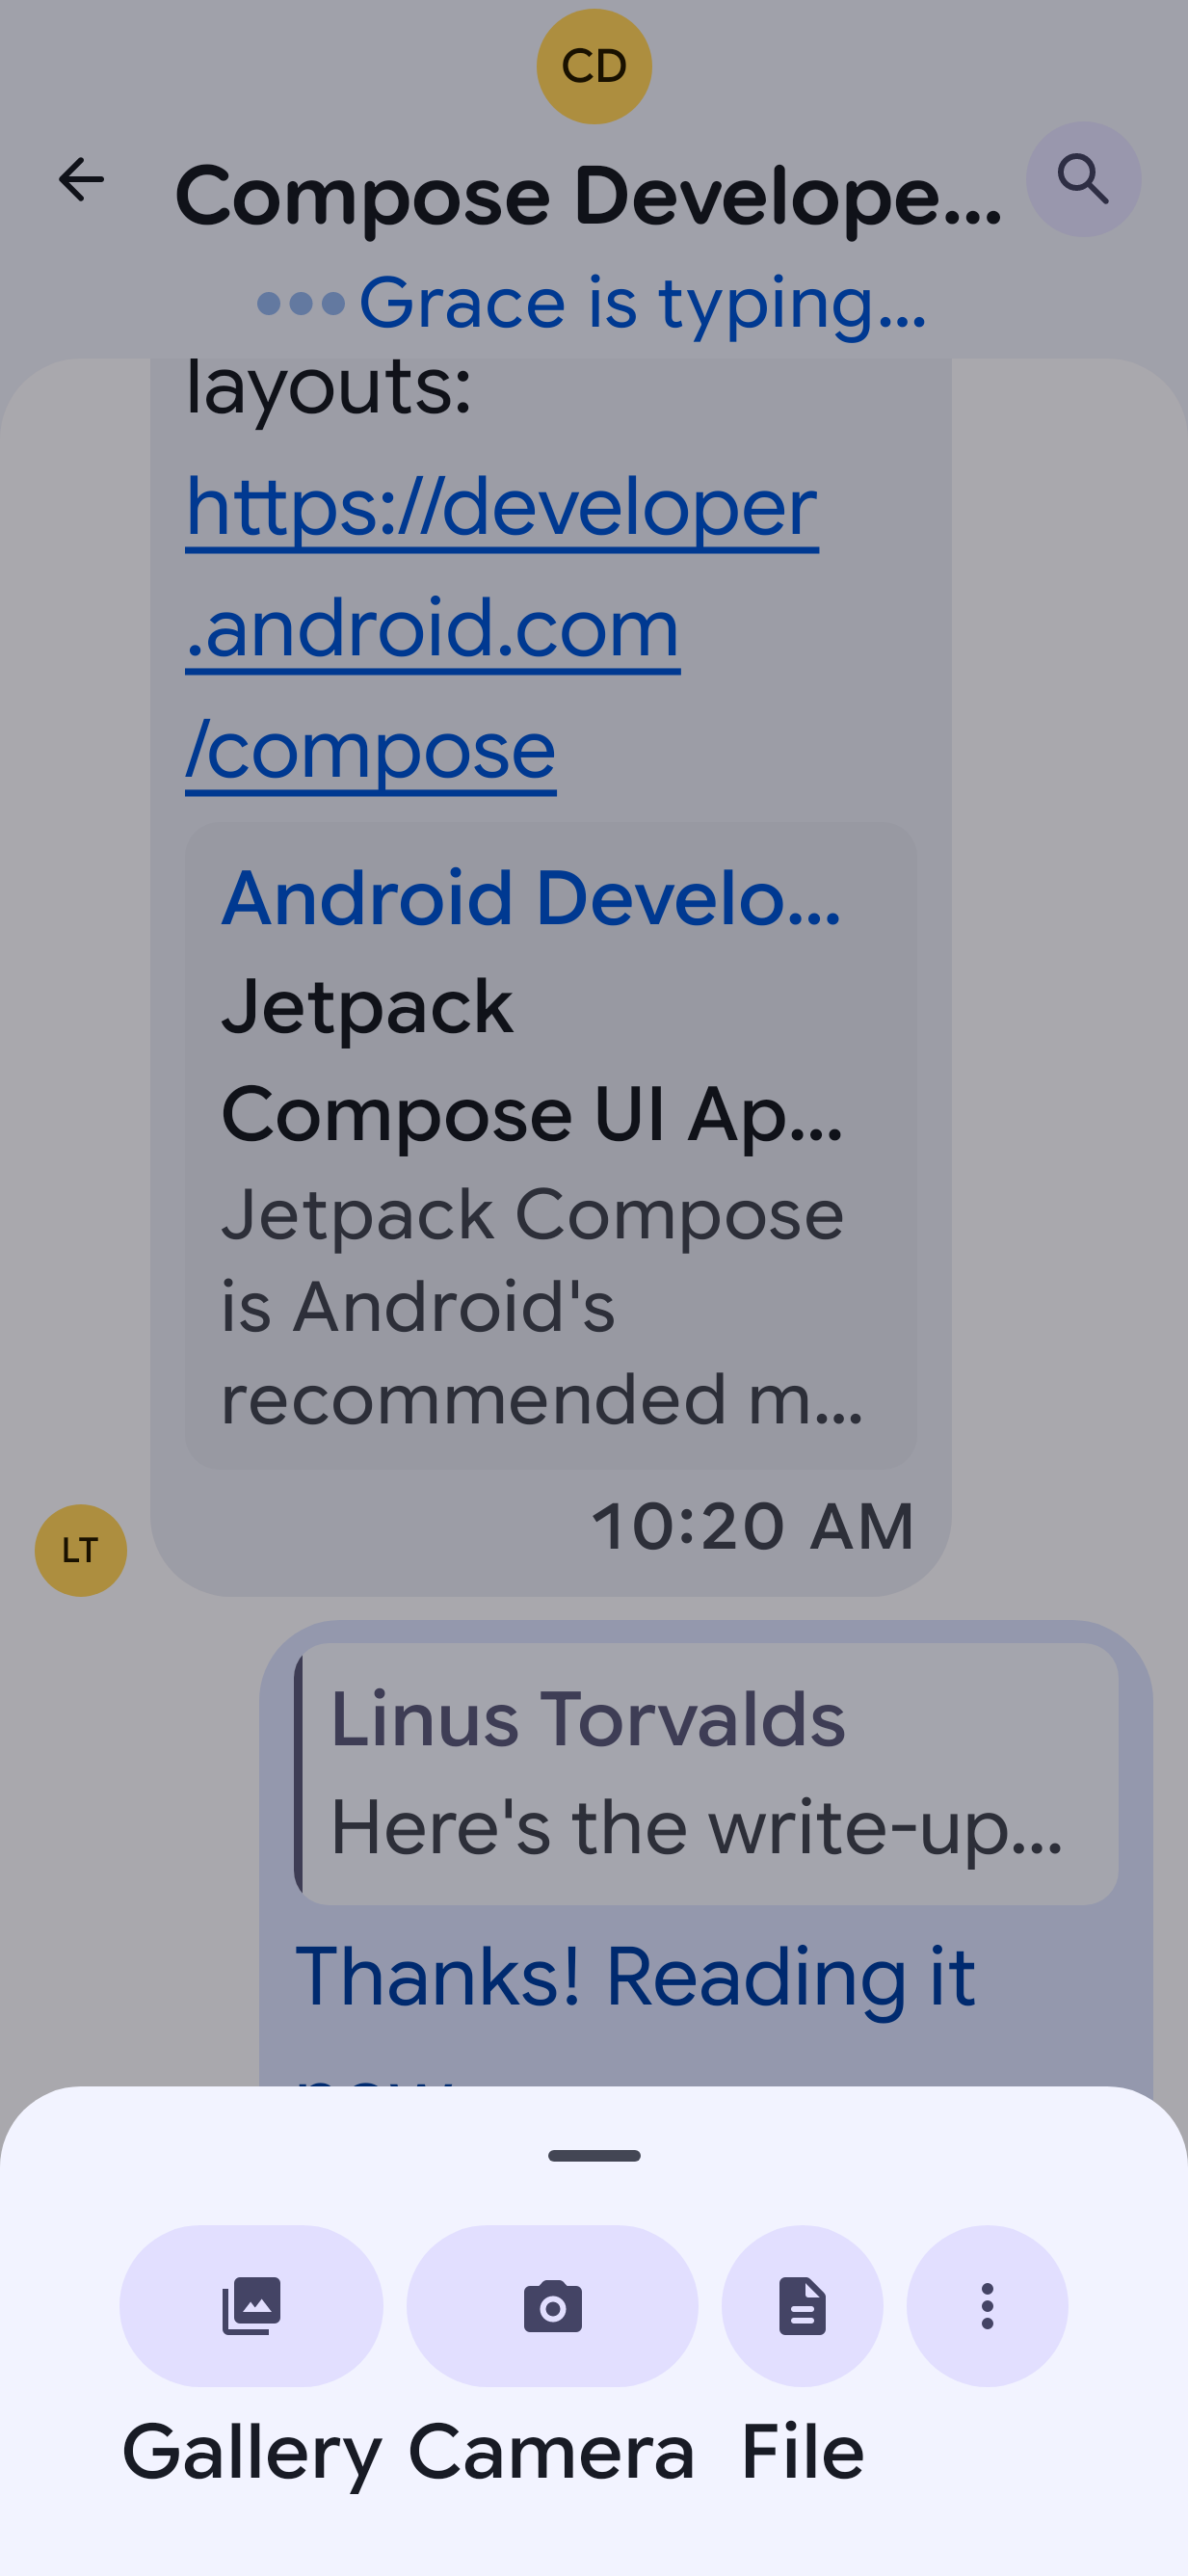 CD
Compose Develope...
Grace is typing...
layouts:
https://developer
.android.com
/compose
Android Develo...
Jetpack
Compose UI Ap...
Jetpack Compose
is Android's
recommended m...
10:20 AM
LT
Linus Torvalds
Here's the write-up...
Thanks! Reading it
Gallery Camera File